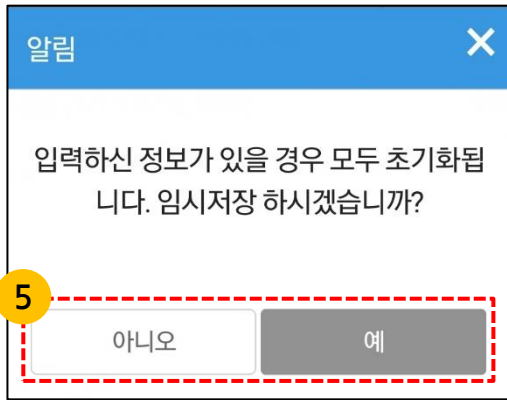 알림
입력하신 정보가 있을 경우 모두 초기화됩
니다. 임시저장 하시겠습니까?
5
아니오
예